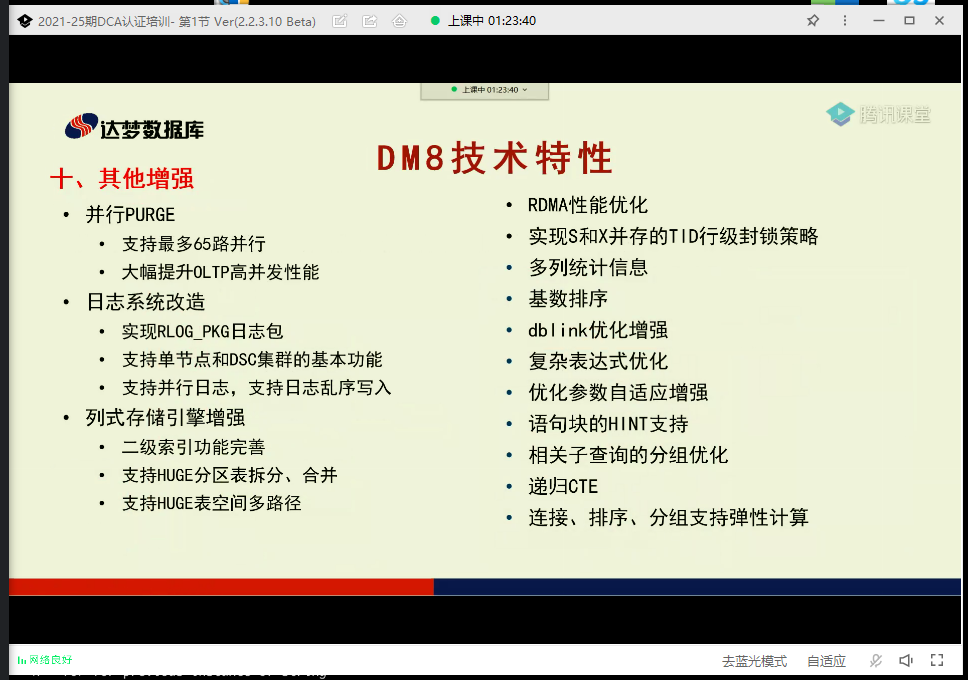 2021-25期DCA认证培训- 第1节 Ver(2.2.3.10 Beta)
上课中 01:23:40
上课中 01:23:40
达梦数据库
腾讯课堂
DM8技术特性
十、其他增强
• 并行PURGE
• 支持最多65路并行
• 大幅提升OLTP高并发性能
• 日志系统改造
• 实现RLOG_PKG日志包
• 支持单节点和DSC集群的基本功能
• 支持并行日志，支持日志乱序写入
• 列式存储引擎增强
• 二级索引功能完善
• 支持HUGE分区表拆分、合并
• 支持HUGE表空间多路径
• RDMA性能优化
• 实现S和X并存的TID行级封锁策略
• 多列统计信息
• 基数排序
• dblink优化增强
• 复杂表达式优化
• 优化参数自适应增强
• 语句块的HINT支持
• 相关子查询的分组优化
• 递归CTE
• 连接、排序、分组支持弹性计算
网络良好
去蓝光模式
自适应